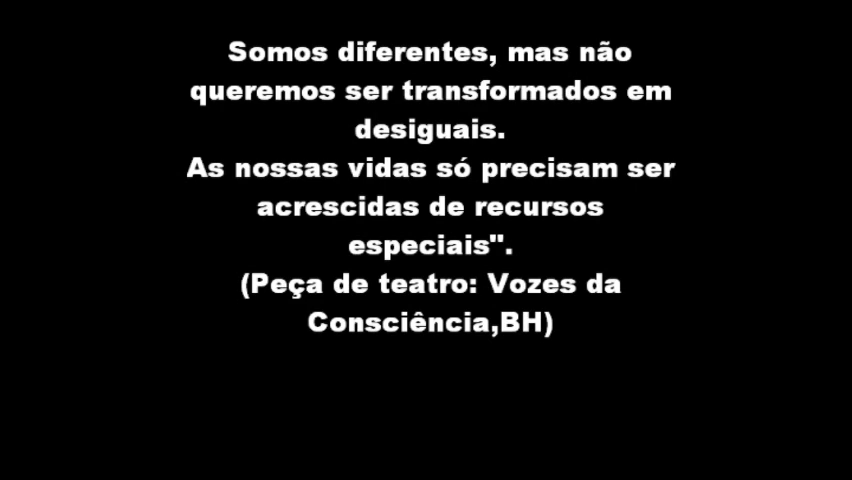 Somos diferentes, mas não
queremos ser transformados em
desiguais.
As nossas vidas só precisam ser
acrescidas de recursos
especiais".
(Peça de teatro: Vozes da
Consciência,BH)